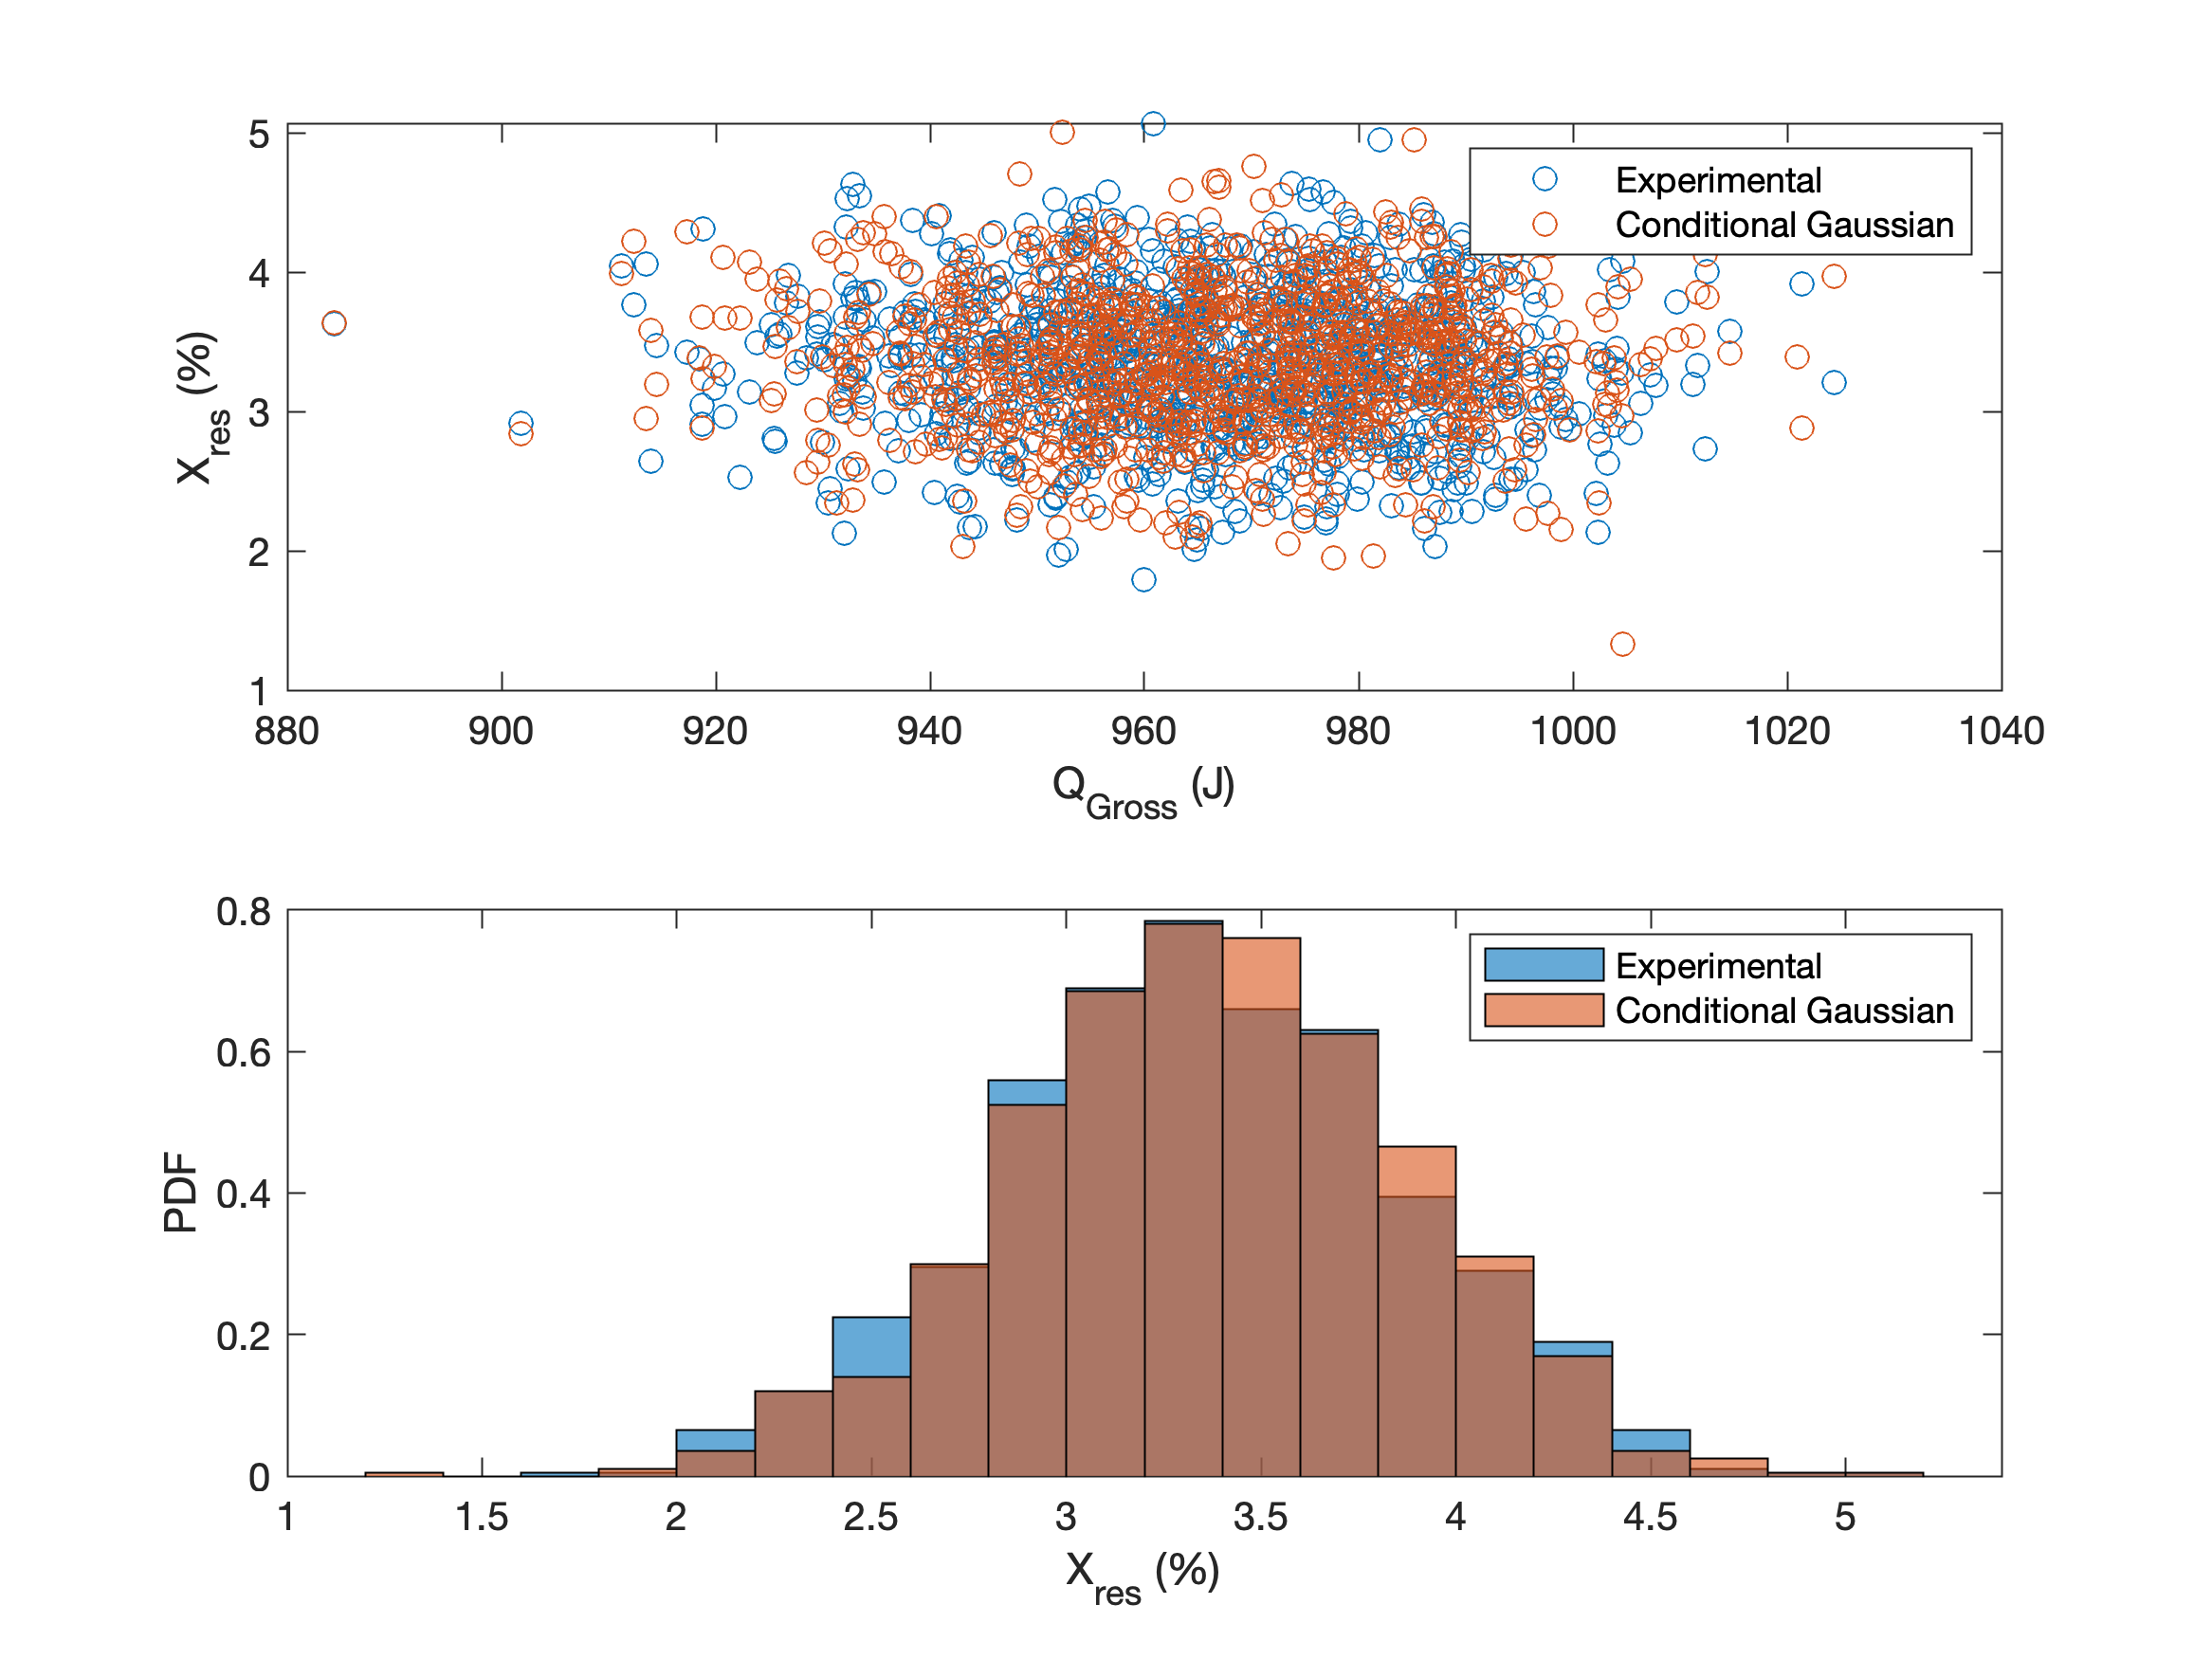 5
4
3
2
1
X_res (%)
Experimental
Conditional Gaussian
880 900 920 940 960 980 1000 1020 1040
Q_Gross (J)
0.8
0.6
0.4
0.2
0
PDF
Experimental
Conditional Gaussian
1 1.5 2 2.5 3 3.5 4 4.5 5
X_res (%)